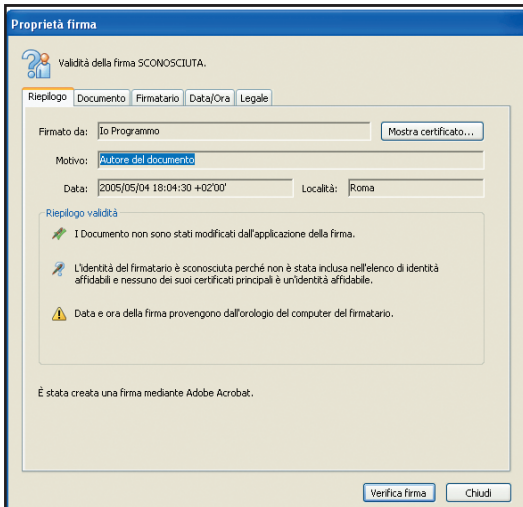 Proprietà firma
Validità della firma SCONOSCIUTA.
Riepilogo Documento Firmatario Data/Ora Legale
Firmato da: Io Programmo Mostra certificato...
Motivo: Autore del documento
Data: 2005/05/04 18:04:30 +02'00' Località: Roma
Riepilogo validità
I Documento non sono stati modificati dall'applicazione della firma.
L'identità del firmatario è sconosciuta perché non è stata inclusa nell'elenco di identità
affidabili e nessuno dei suoi certificati principali è un'identità affidabile.
Data e ora della firma provengono dall'orologio del computer del firmatario.
È stata creata una firma mediante Adobe Acrobat.
Verifica firma Chiudi